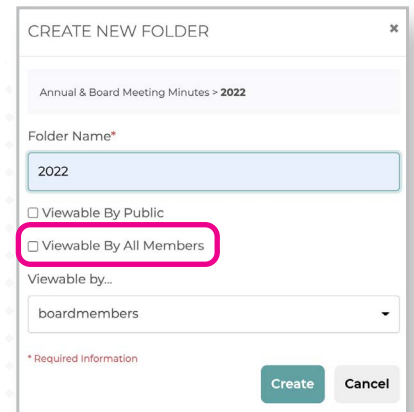 CREATE NEW FOLDER ×
Annual & Board Meeting Minutes > 2022
Folder Name*
2022
Viewable By Public
Viewable By All Members
Viewable by...
boardmembers
* Required Information
Create Cancel